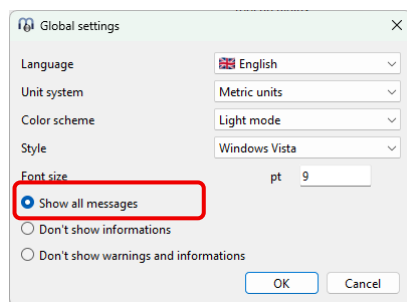 Global settings
Language English
Unit system Metric units
Color scheme Light mode
Style Windows Vista
Font size pt 9
Show all messages
Don't show informations
Don't show warnings and informations
OK Cancel